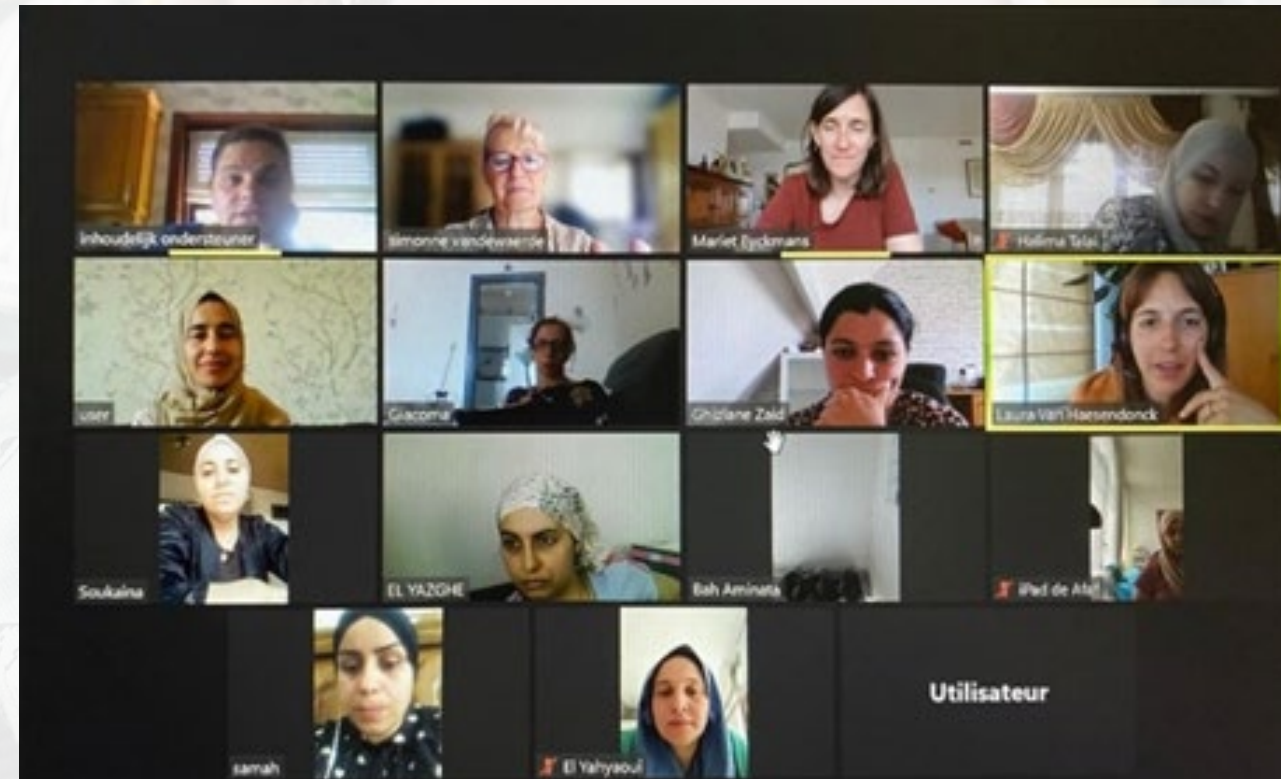 inhoudelijk ondersteuner
simonne vandewaerde
Mariet Eyckmans
Halima Talai
user
Giacoma
Ghizlane Zaid
Laura Van Haesendonck
Soukaina
EL YAZGHE
Bah Aminata
iPad de Afaf
samah
El Yahyaoui
Utilisateur